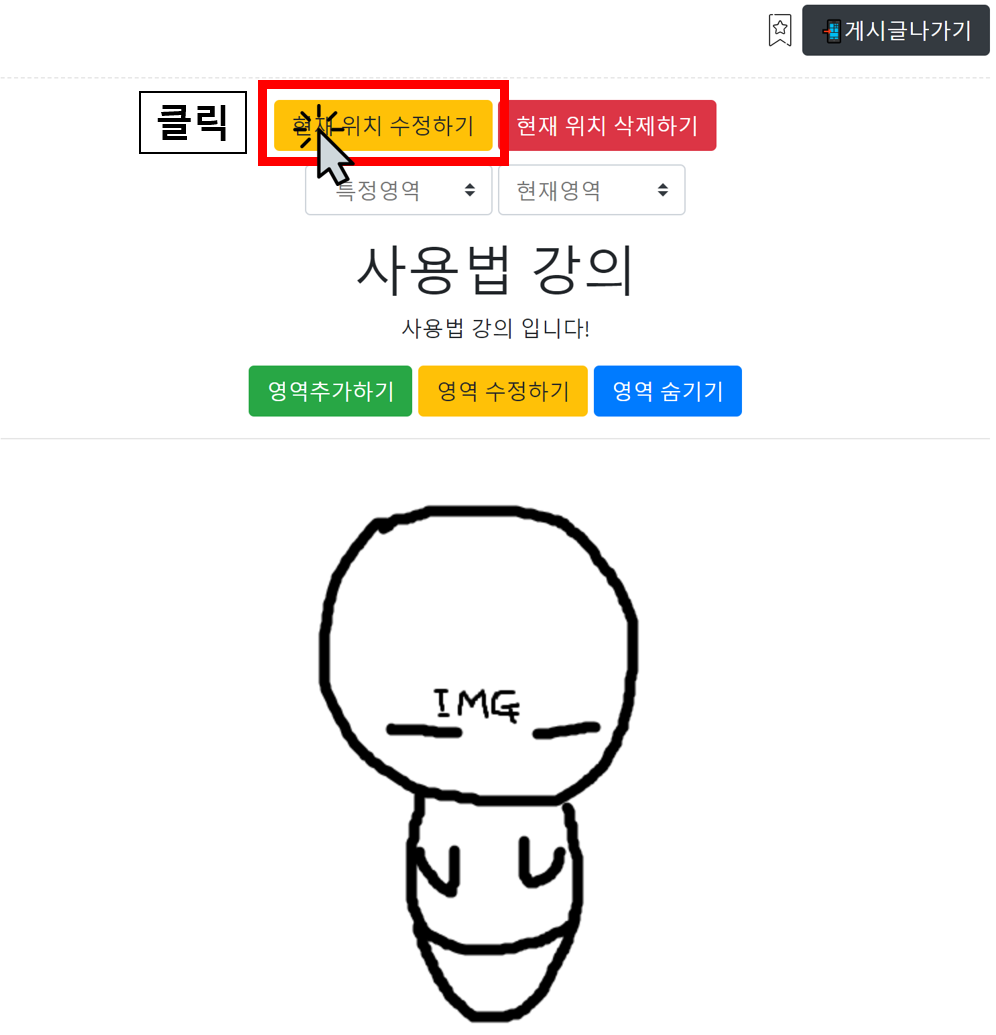 게시글나가기
클릭
현재 위치 수정하기 현재 위치 삭제하기
특정영역 현재영역
사용법 강의
사용법 강의 입니다!
영역추가하기 영역 수정하기 영역 숨기기
IMG